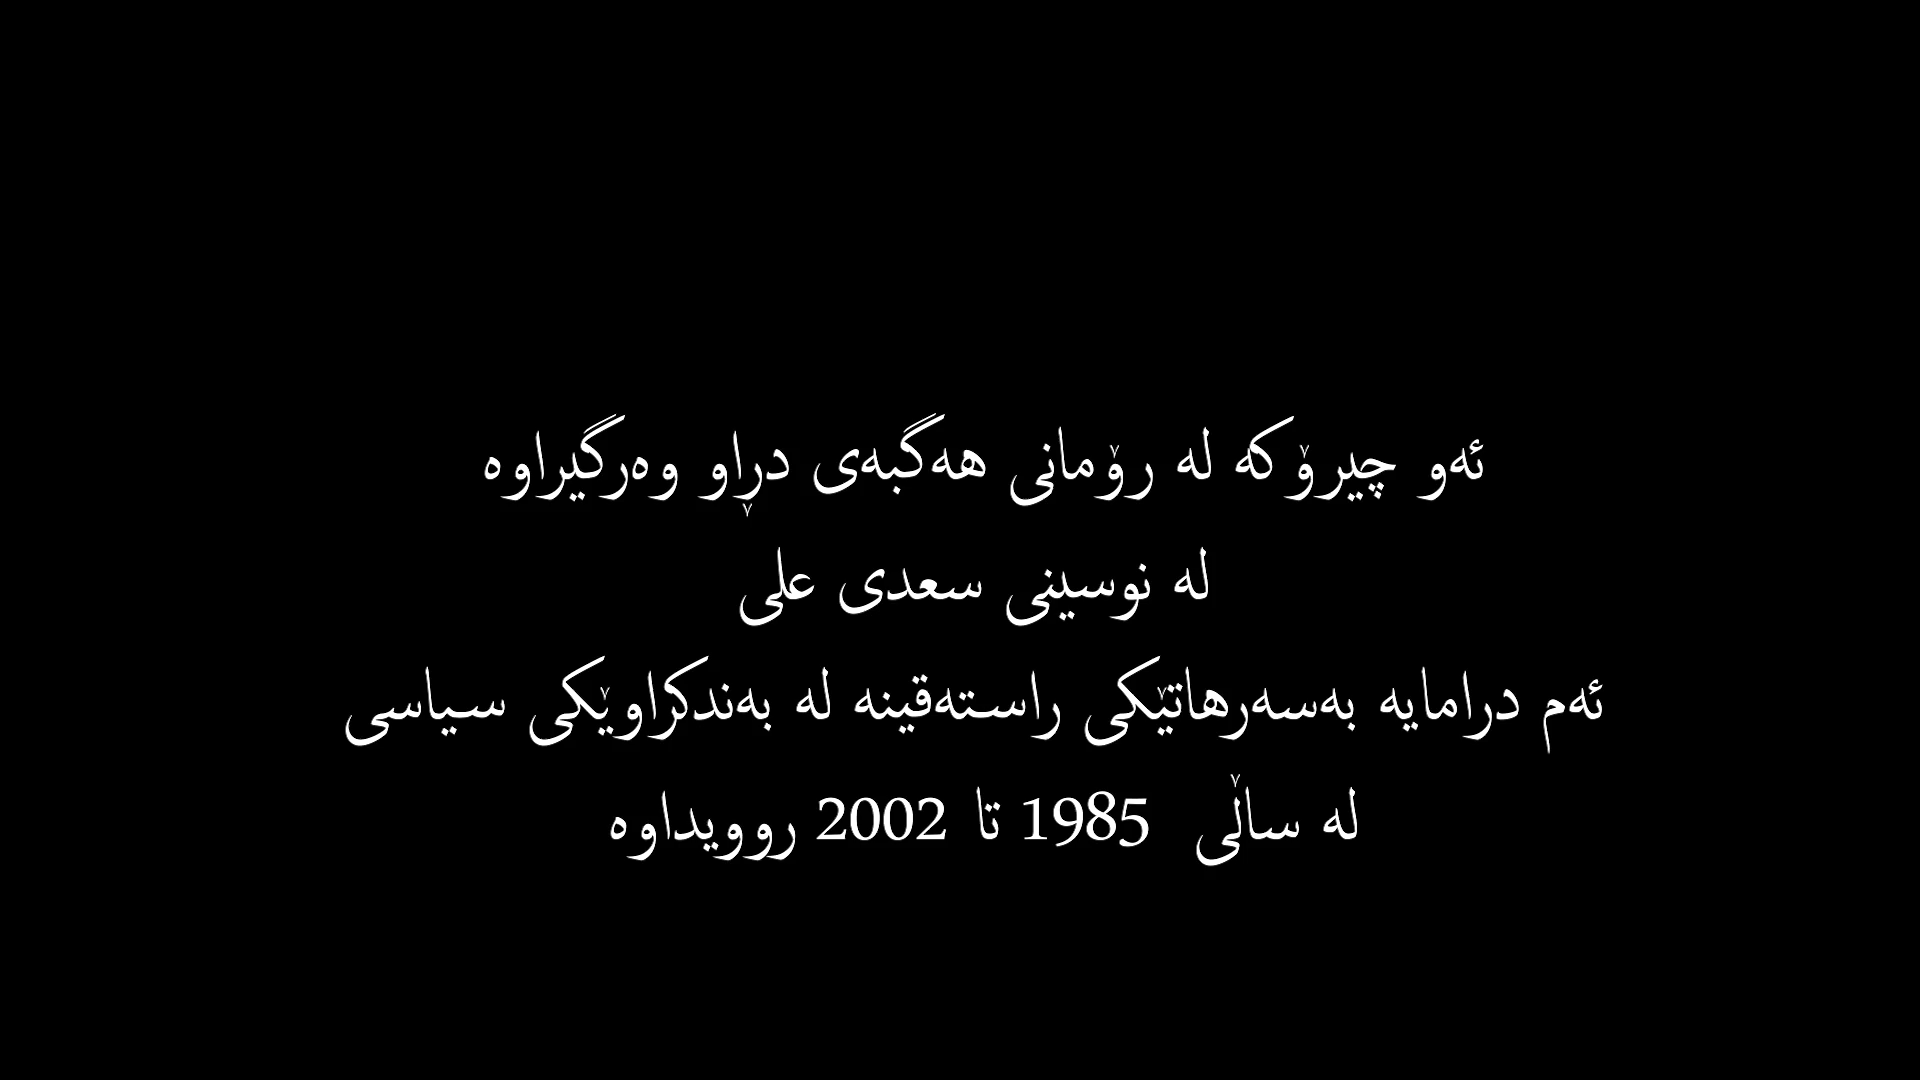 ئەو چیرۆکە لە رۆمانی هەگبەی دڕاو وەرگیراوە
لە نوسینی سعدی علی
ئەم درامایە بەسەرهاتێکی راستەقینە لە بەندکراوێکی سیاسی
لە ساڵی 1985 تا 2002 روویداوە